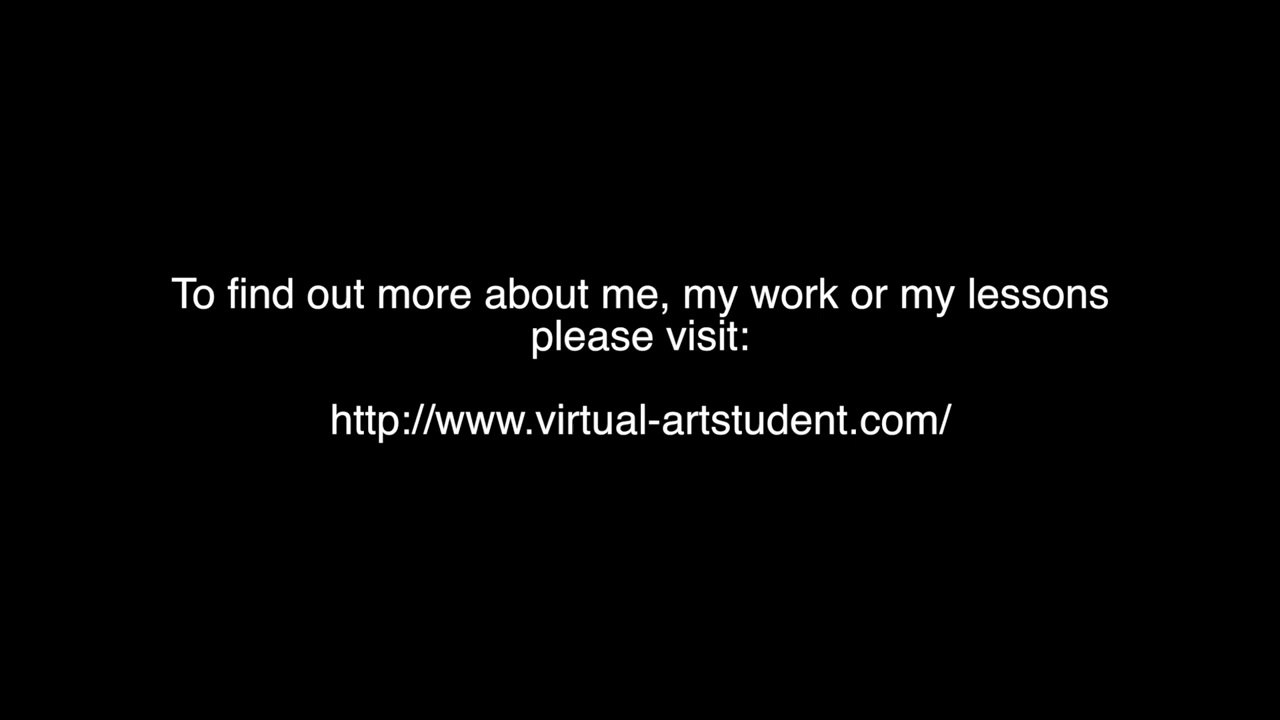 To find out more about me, my work or my lessons
please visit:
http://www.virtual-artstudent.com/